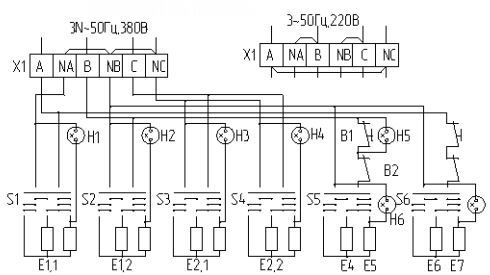 3N~50Гц,380В
3~50Гц,220В
X1 A NA B NB C NC
X1 A NA B NB C NC
H1 H2 H3 H4 B1 H5
B2
S1 S2 S3 S4 S5 S6
H6
E1,1 E1,2 E2,1 E2,2 E4 E5 E6 E7